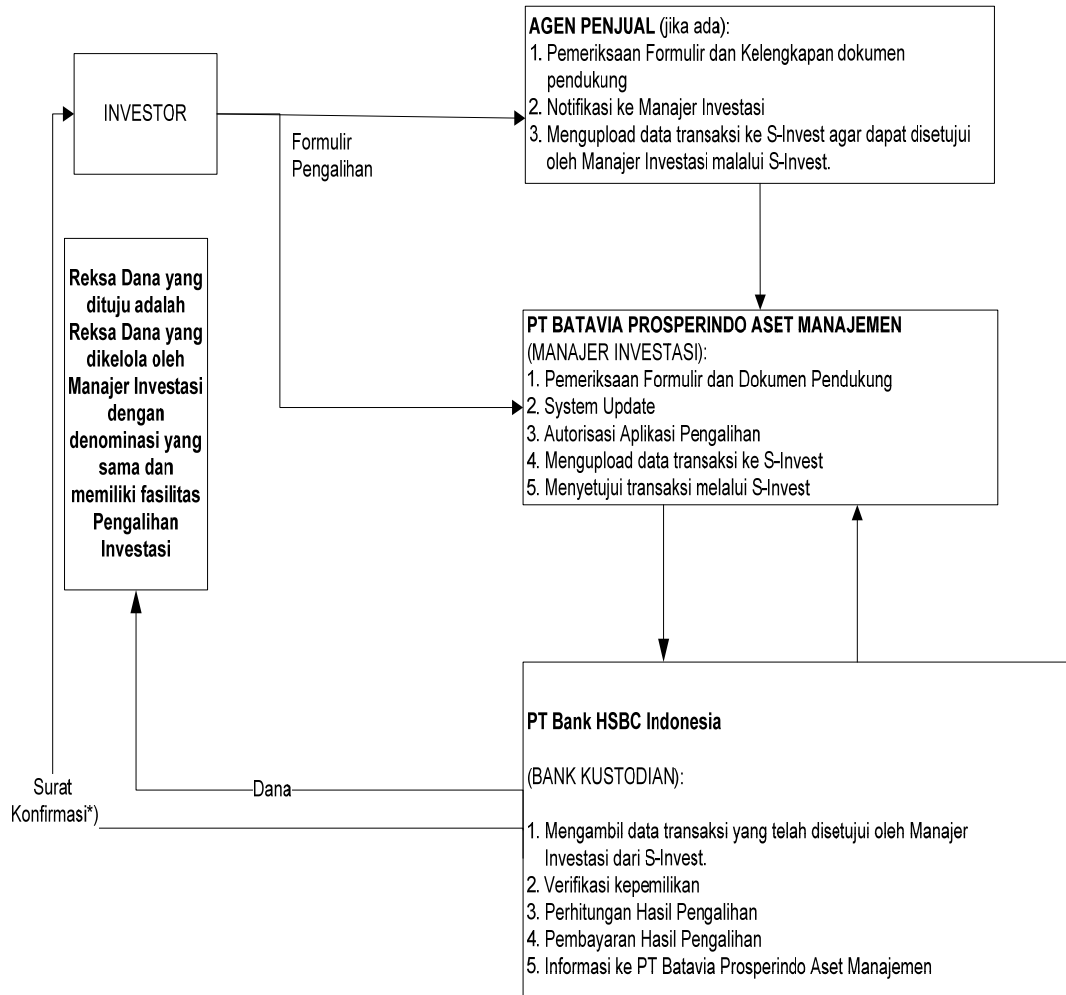 AGEN PENJUAL (jika ada):
1. Pemeriksaan Formulir dan Kelengkapan dokumen
pendukung
2. Notifikasi ke Manajer Investasi
3. Mengupload data transaksi ke S-Invest agar dapat disetujui
oleh Manajer Investasi malalui S-Invest.
INVESTOR
Formulir
Pengalihan
Reksa Dana yang
dituju adalah
Reksa Dana yang
dikelola oleh
Manajer Investasi
dengan
denominasi yang
sama dan
memiliki fasilitas
Pengalihan
Investasi
PT BATAVIA PROSPERINDO ASET MANAJEMEN
(MANAJER INVESTASI):
1. Pemeriksaan Formulir dan Dokumen Pendukung
2. System Update
3. Autorisasi Aplikasi Pengalihan
4. Mengupload data transaksi ke S-Invest
5. Menyetujui transaksi melalui S-Invest
PT Bank HSBC Indonesia
(BANK KUSTODIAN):
1. Mengambil data transaksi yang telah disetujui oleh Manajer
Investasi dari S-Invest.
2. Verifikasi kepemilikan
3. Perhitungan Hasil Pengalihan
4. Pembayaran Hasil Pengalihan
5. Informasi ke PT Batavia Prosperindo Aset Manajemen
Dana
Surat
Konfirmasi*)